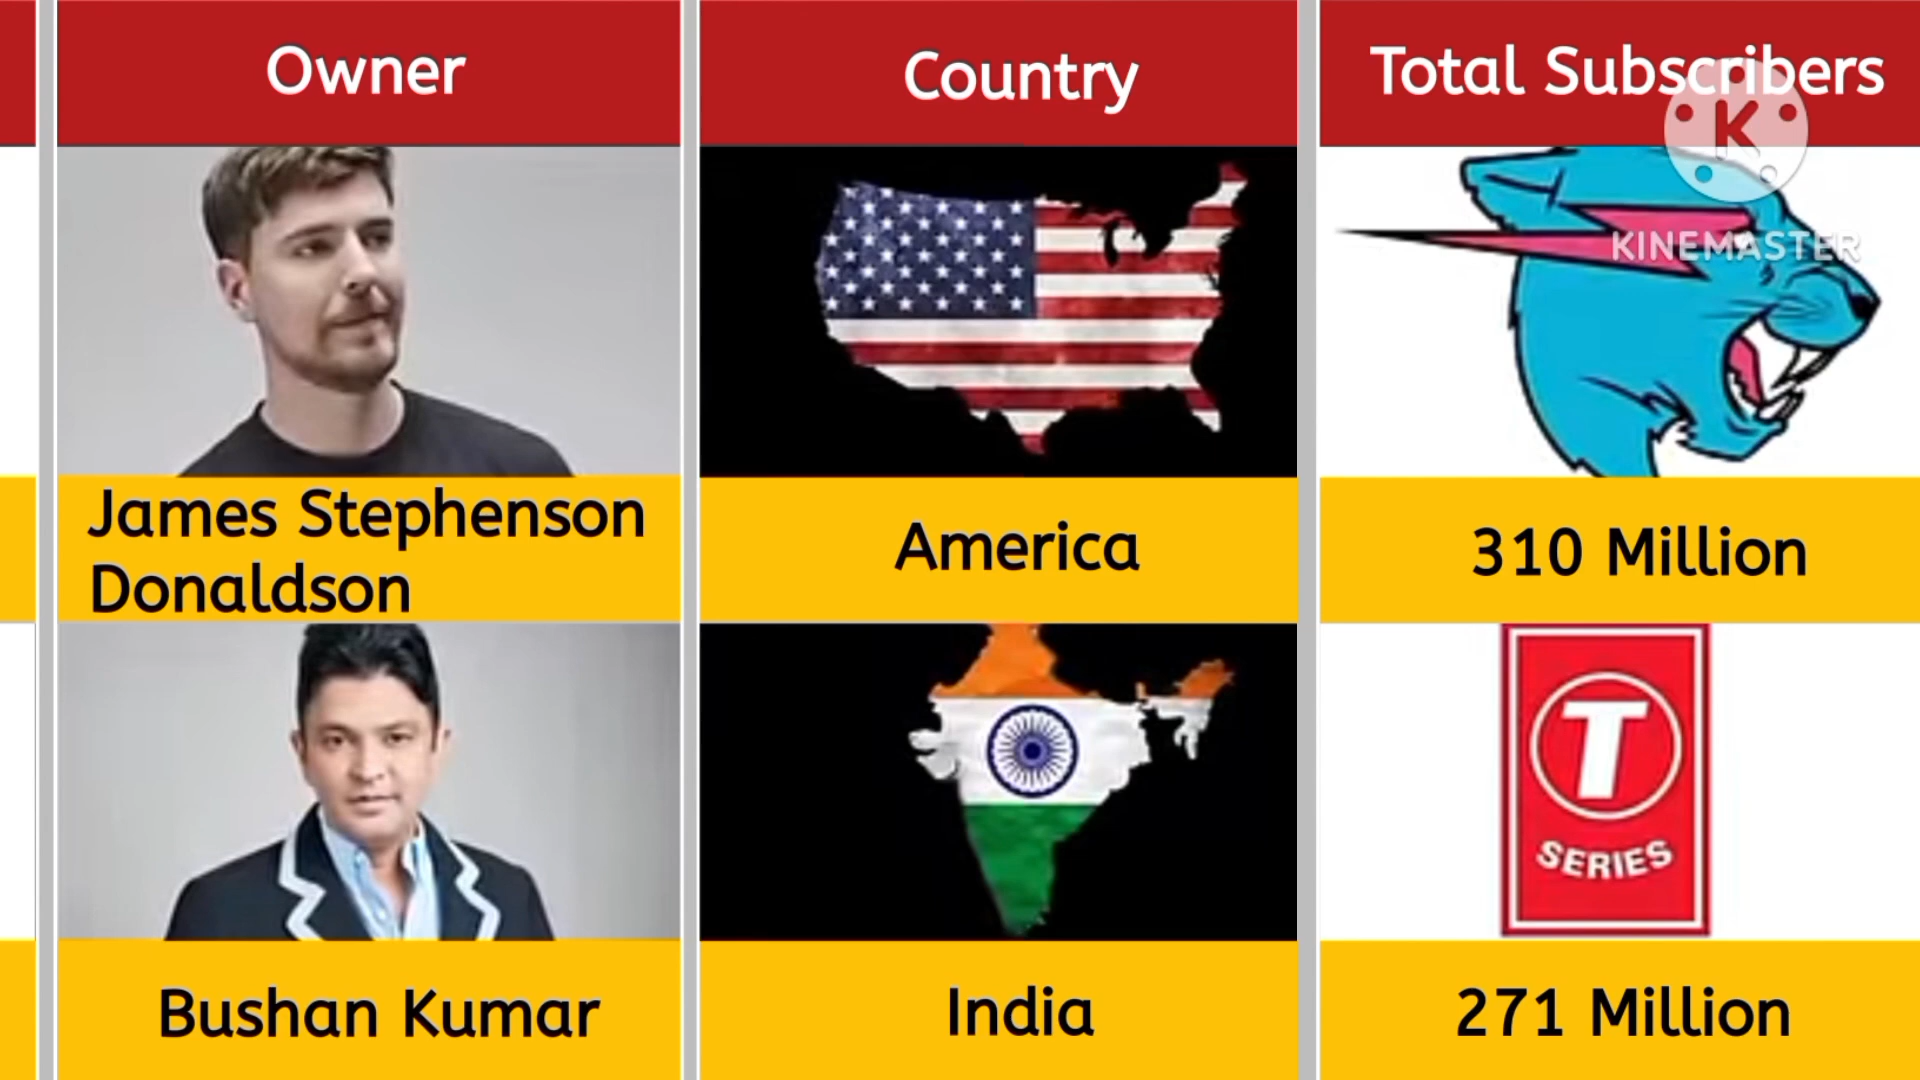 Owner
Country
Total Subscribers
K
KINEMASTER
James Stephenson
Donaldson
America
310 Million
T
SERIES
Bushan Kumar
India
271 Million